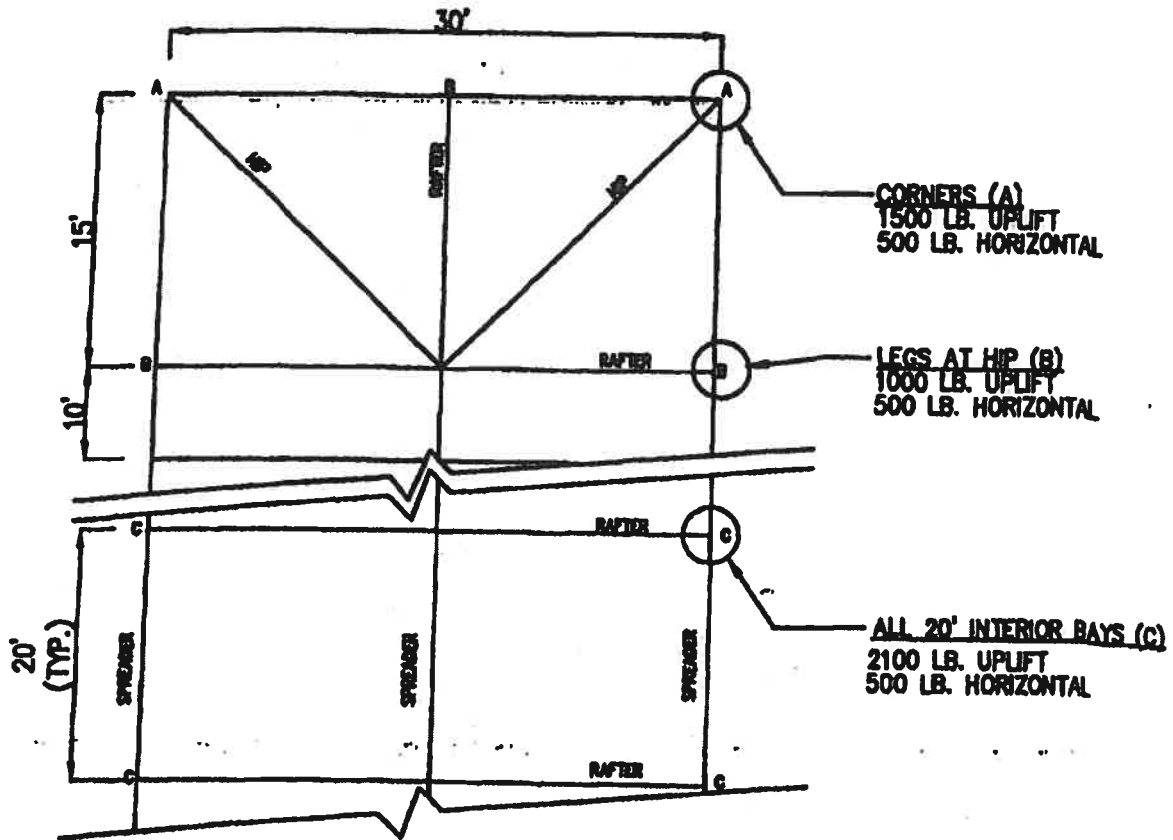 30'
A
B
A
HIP
RAFTER
HIP
15'
CORNERS (A)
1500 LB. UPLIFT
500 LB. HORIZONTAL
B
RAFTER
B
LEGS AT HIP (B)
1000 LB. UPLIFT
500 LB. HORIZONTAL
10'
C
RAFTER
C
20'
(TYP.)
SPREADER
SPREADER
SPREADER
ALL 20' INTERIOR BAYS (C)
2100 LB. UPLIFT
500 LB. HORIZONTAL
C
RAFTER
C